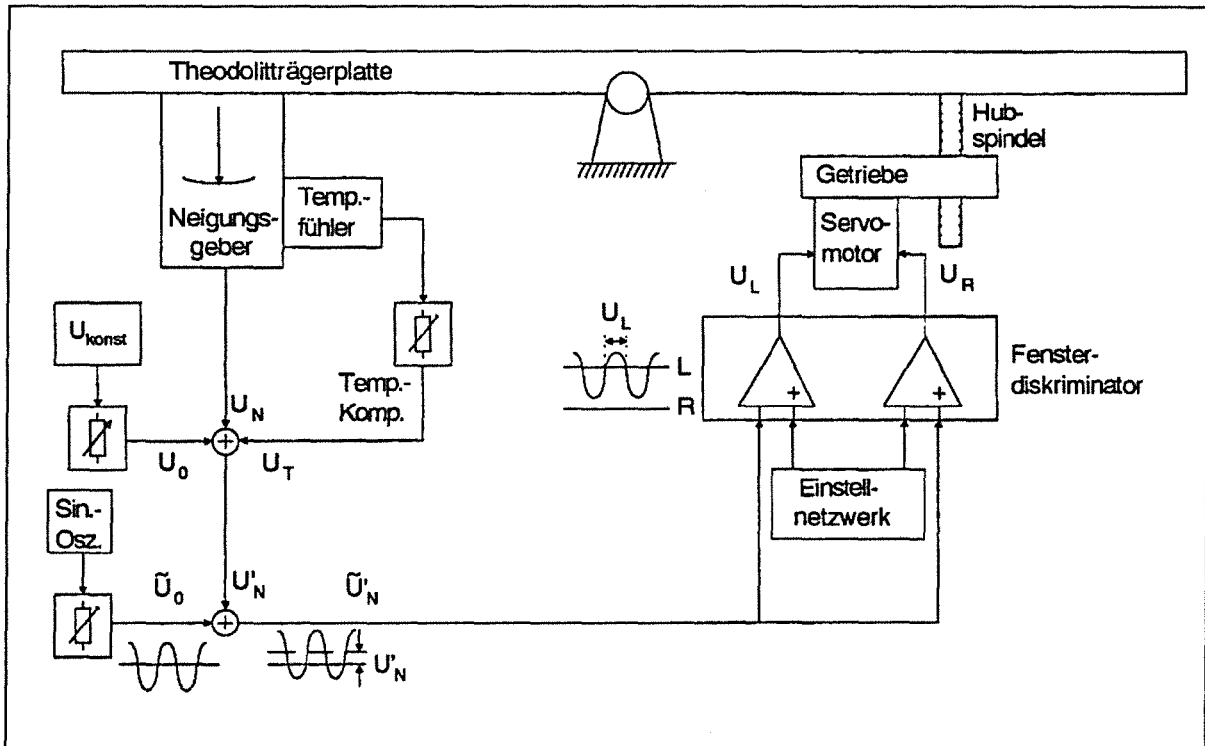 Theodolitträgerplatte
Hub-
spindel
Getriebe
Temp.-
fühler
Neigungs-
geber
Servo-
motor
U_L
U_R
U_konst
U_L
L
R
Fenster-
diskriminator
+
+
Temp.-
Komp.
U_N
+
U_0
U_T
Einstell-
netzwerk
Sin.-
Osz.
Ũ_0
U'_N
Ũ'_N
+
U'_N